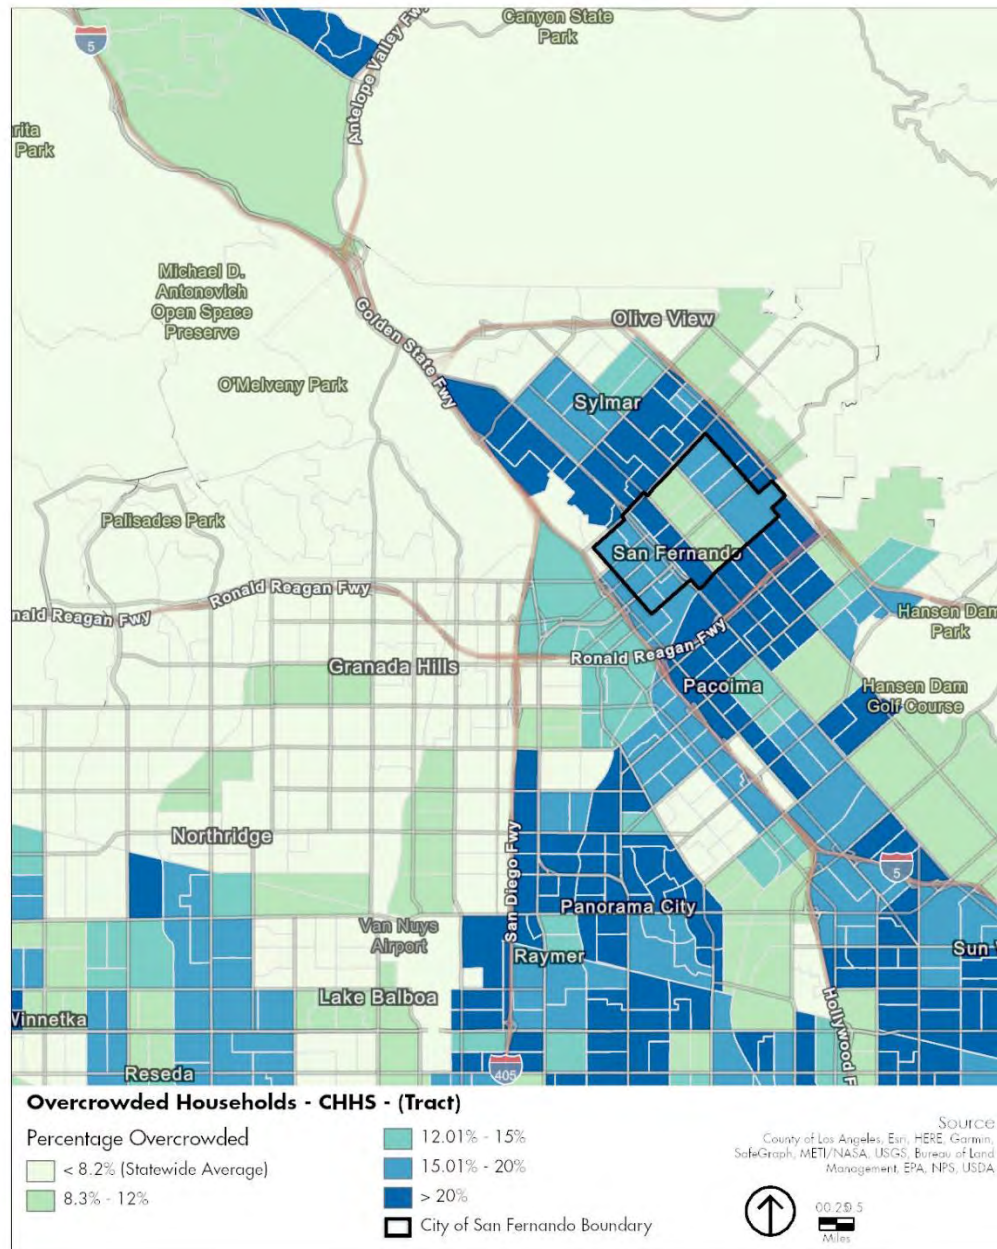 Canyon State
Park
5
Antelope Valley Fwy
rita
Park
Michael D.
Antonovich
Open Space
Preserve
Golden State Fwy
Olive View
O'Melveny Park
Sylmar
Palisades Park
San Fernando
Ronald Reagan Fwy
nald Reagan Fwy
Hansen Dam
Park
Ronald Reagan Fwy
Granada Hills
Pacoima
Hansen Dam
Golf Course
Northridge
San Diego Fwy
5
Panorama City
Van Nuys
Airport
Raymer
Sun
Lake Balboa
Winnetka
Hollywood F
Reseda
405
Overcrowded Households - CHHS - (Tract)
Percentage Overcrowded
< 8.2% (Statewide Average)
8.3% - 12%
12.01% - 15%
15.01% - 20%
> 20%
City of San Fernando Boundary
Source
County of Los Angeles, Esri, HERE, Garmin,
SafeGraph, METI/NASA, USGS, Bureau of Land
Management, EPA, NPS, USDA
Miles